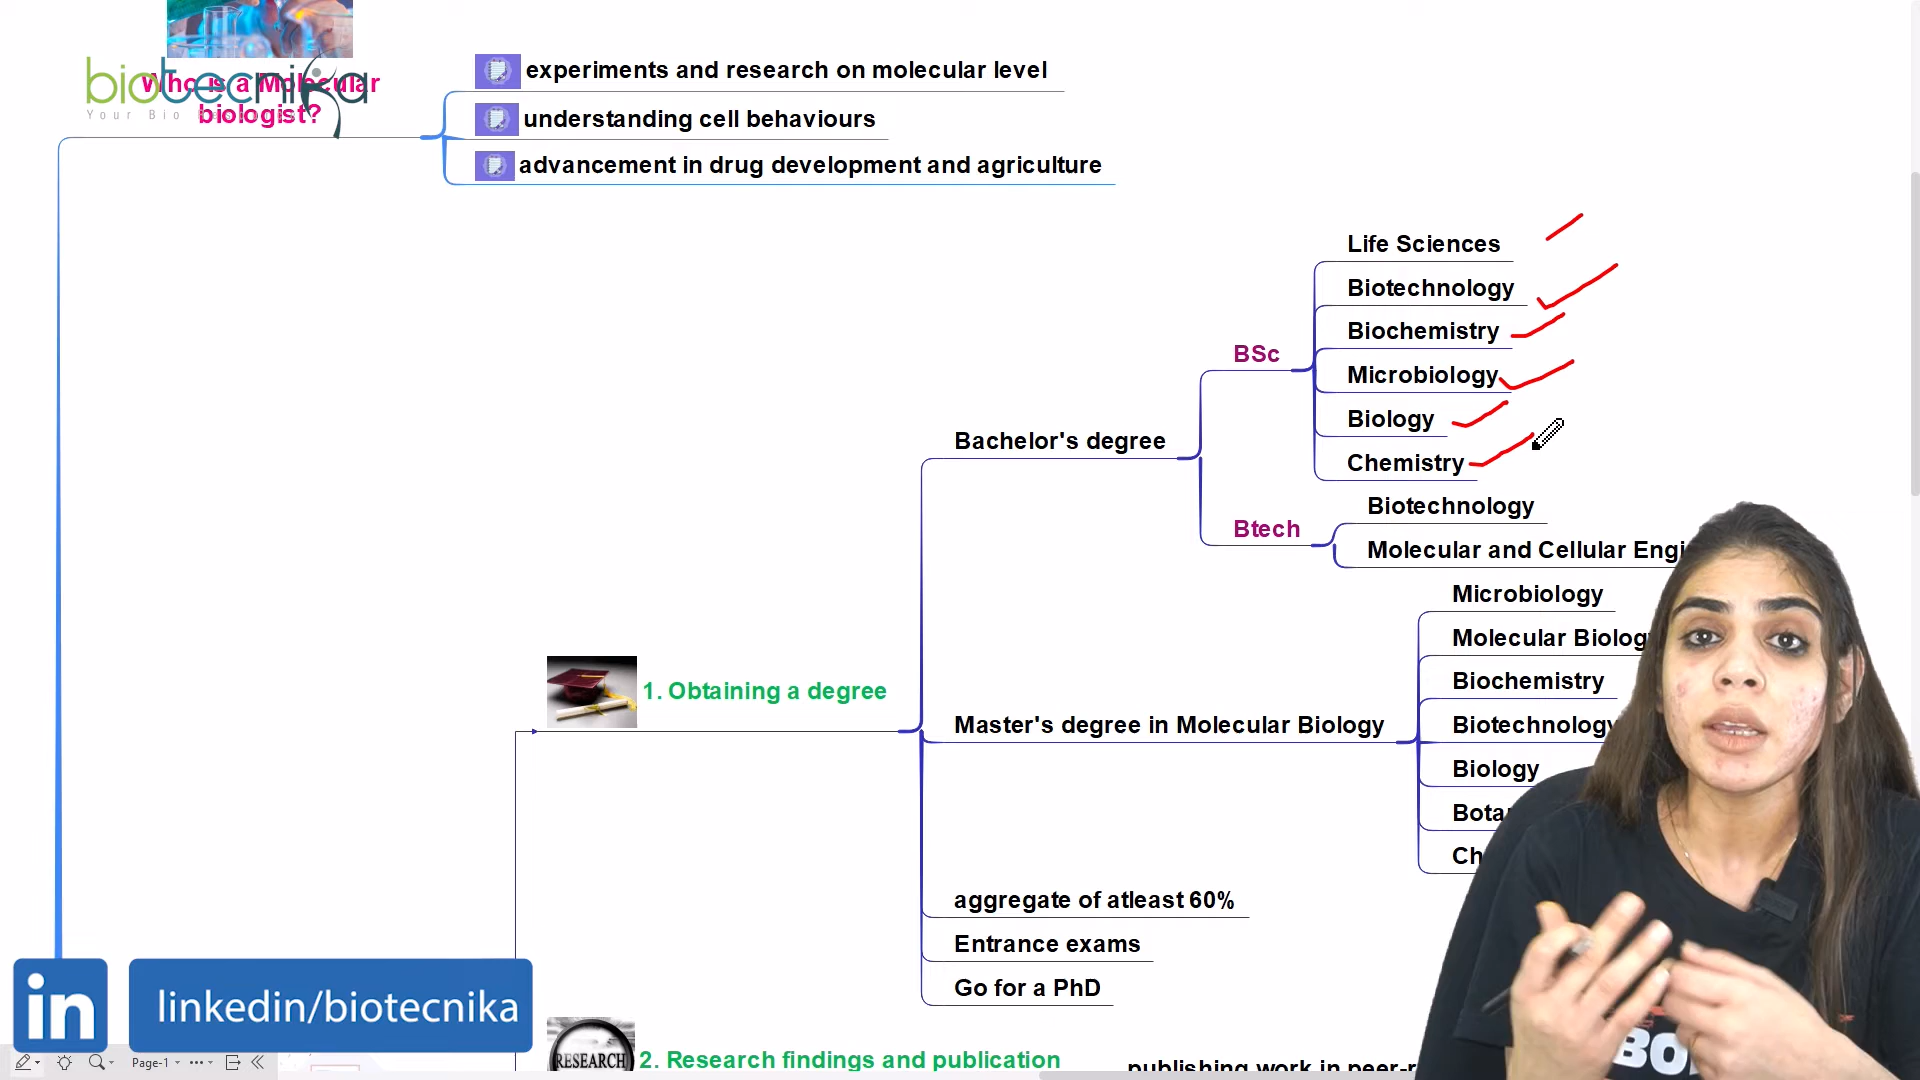 biotecnika
Your Bio
Who is a Molecular
biologist?
experiments and research on molecular level
understanding cell behaviours
advancement in drug development and agriculture
Life Sciences
Biotechnology
Biochemistry
Microbiology
Biology
Chemistry
BSc
Bachelor's degree
Btech
Biotechnology
Molecular and Cellular Engi
1. Obtaining a degree
Master's degree in Molecular Biology
Microbiology
Molecular Biolog
Biochemistry
Biotechnology
Biology
Bota
Ch
aggregate of atleast 60%
Entrance exams
Go for a PhD
in linkedin/biotecnika
RESEARCH
2. Research findings and publication
publishing work in peer-r
Page-1
BO